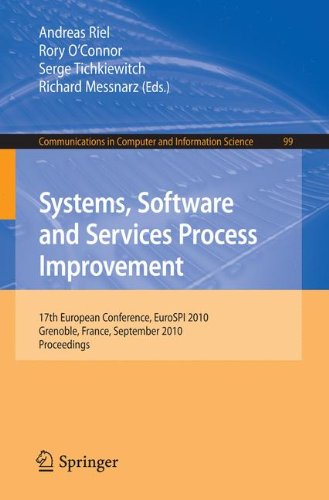 Andreas Riel
Rory O'Connor
Serge Tichkiewitch
Richard Messnarz (Eds.)
Communications in Computer and Information Science 99
Systems, Software
and Services Process
Improvement
17th European Conference, EuroSPI 2010
Grenoble, France, September 2010
Proceedings
Springer